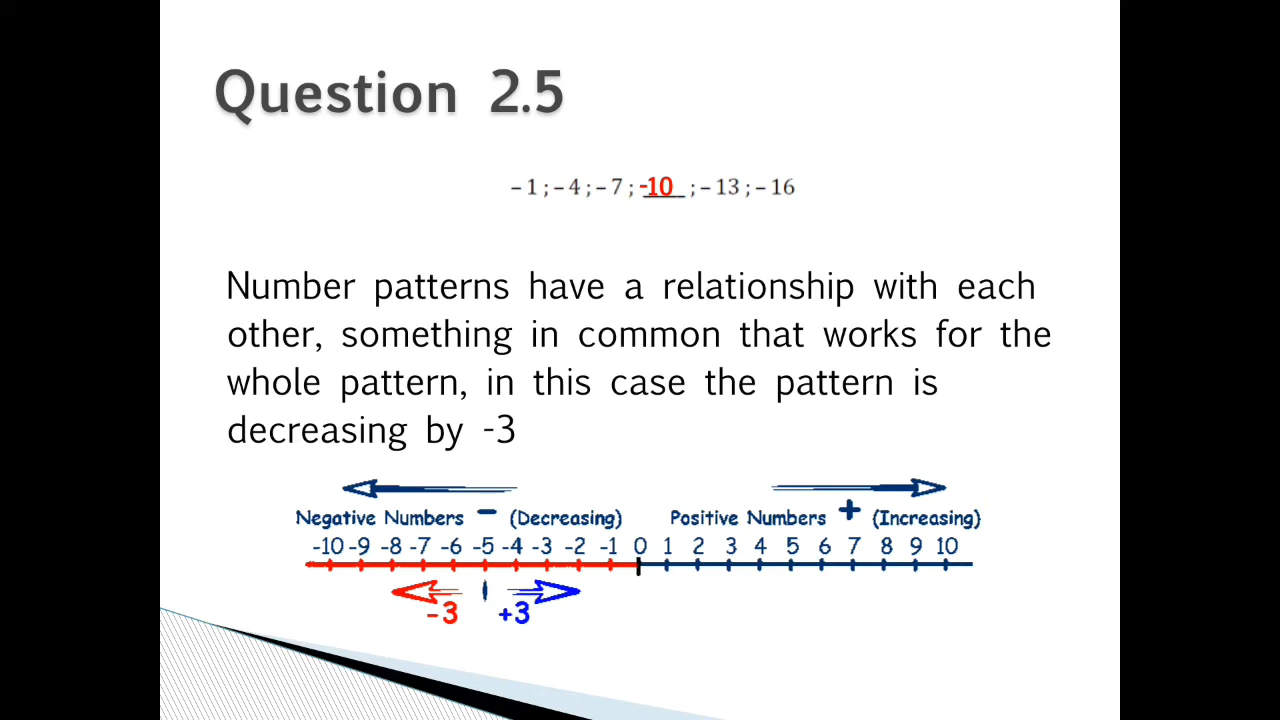 Question 2.5
– 1 ; – 4 ; – 7 ; -10 ; – 13 ; – 16
Number patterns have a relationship with each
other, something in common that works for the
whole pattern, in this case the pattern is
decreasing by -3
Negative Numbers – (Decreasing) Positive Numbers + (Increasing)
-10 -9 -8 -7 -6 -5 -4 -3 -2 -1 0 1 2 3 4 5 6 7 8 9 10
-3 +3